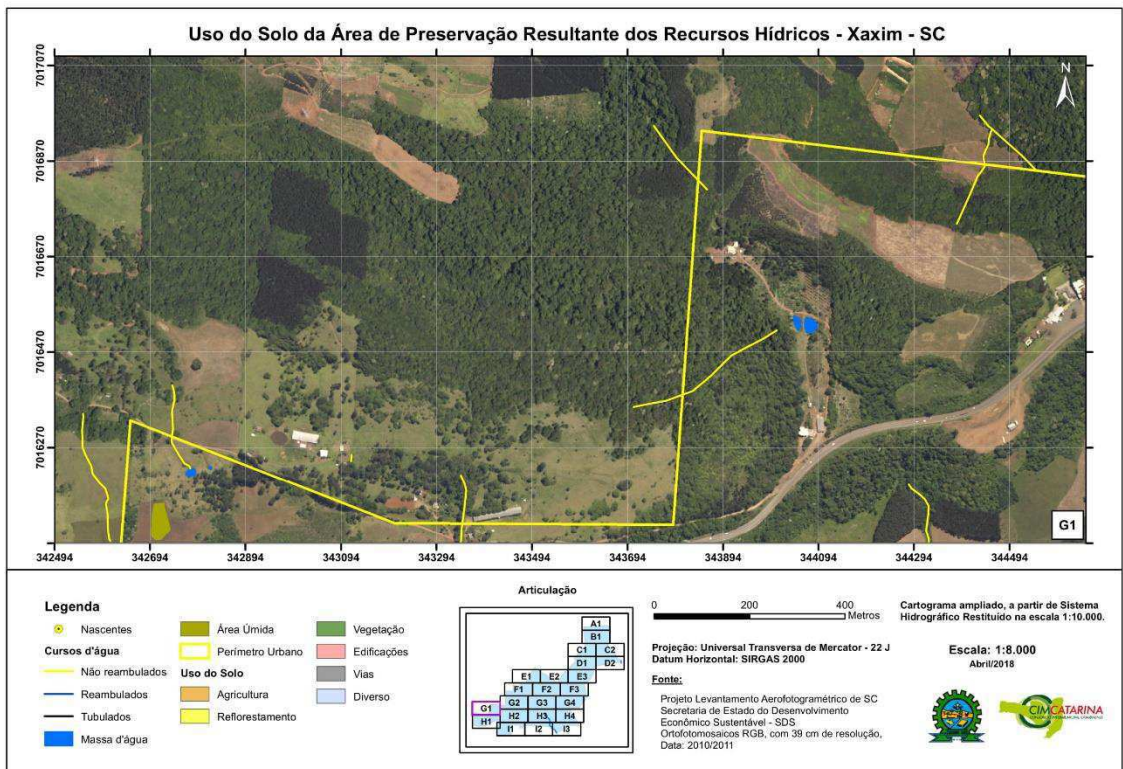 Uso do Solo da Área de Preservação Resultante dos Recursos Hídricos - Xaxim - SC
N
7017070
7016870
7016670
7016470
7016270
G1
342494
342694
342894
343094
343294
343494
343694
343894
344094
344294
344494
Legenda
Nascentes
Cursos d'água
Não reambulados
Reambulados
Tubulados
Massa d'água
Área Úmida
Perímetro Urbano
Uso do Solo
Agricultura
Reflorestamento
Vegetação
Edificações
Vias
Diverso
Articulação
A1
B1
C1 C2
D1 D2
E1 E2 E3
F1 F2 F3
G1 G2 G3 G4
H1 H2 H3 H4
I1 I2 I3
0 200 400
Metros
Projeção: Universal Transversa de Mercator - 22 J
Datum Horizontal: SIRGAS 2000
Fonte:
Projeto Levantamento Aerofotogramétrico de SC
Secretaria de Estado do Desenvolvimento
Econômico Sustentável - SDS
Ortofotomosaicos RGB, com 39 cm de resolução,
Data: 2010/2011
Cartograma ampliado, a partir de Sistema
Hidrográfico Restituído na escala 1:10.000.
Escala: 1:8.000
Abril/2018
CIMCATARINA